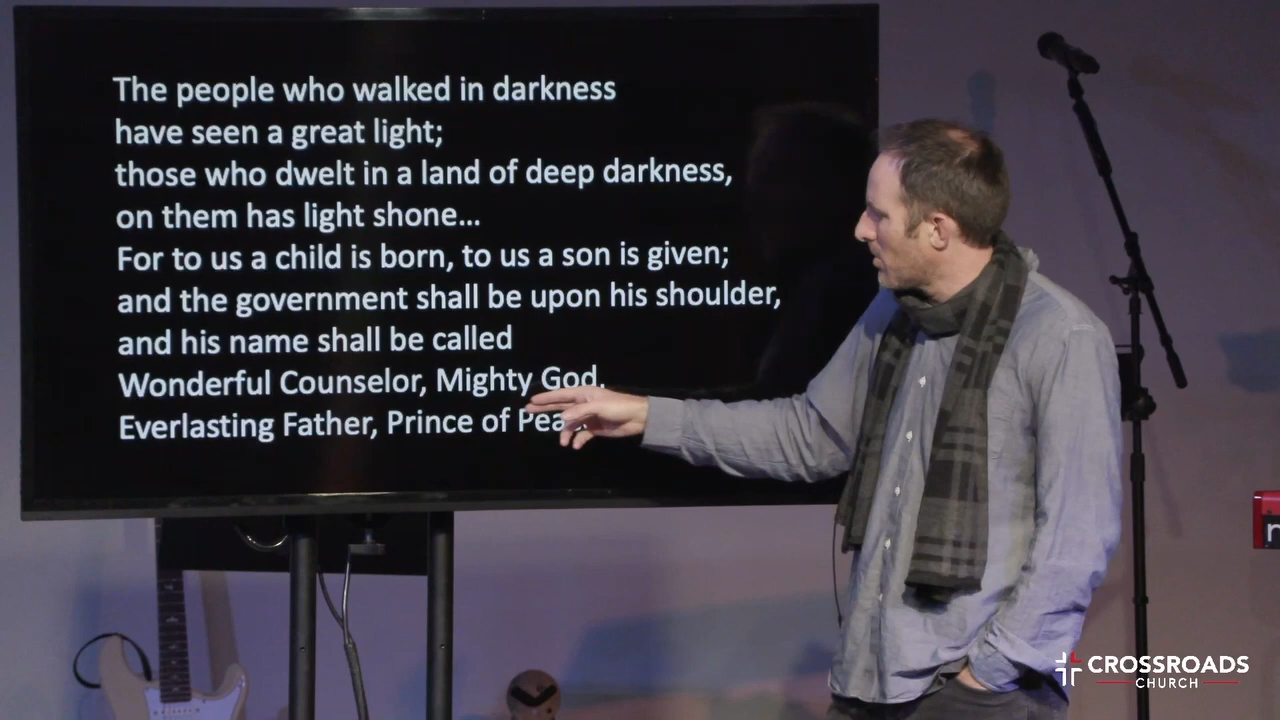 The people who walked in darkness
have seen a great light;
those who dwelt in a land of deep darkness,
on them has light shone...
For to us a child is born, to us a son is given;
and the government shall be upon his shoulder,
and his name shall be called
Wonderful Counselor, Mighty God,
Everlasting Father, Prince of
CROSSROADS
CHURCH